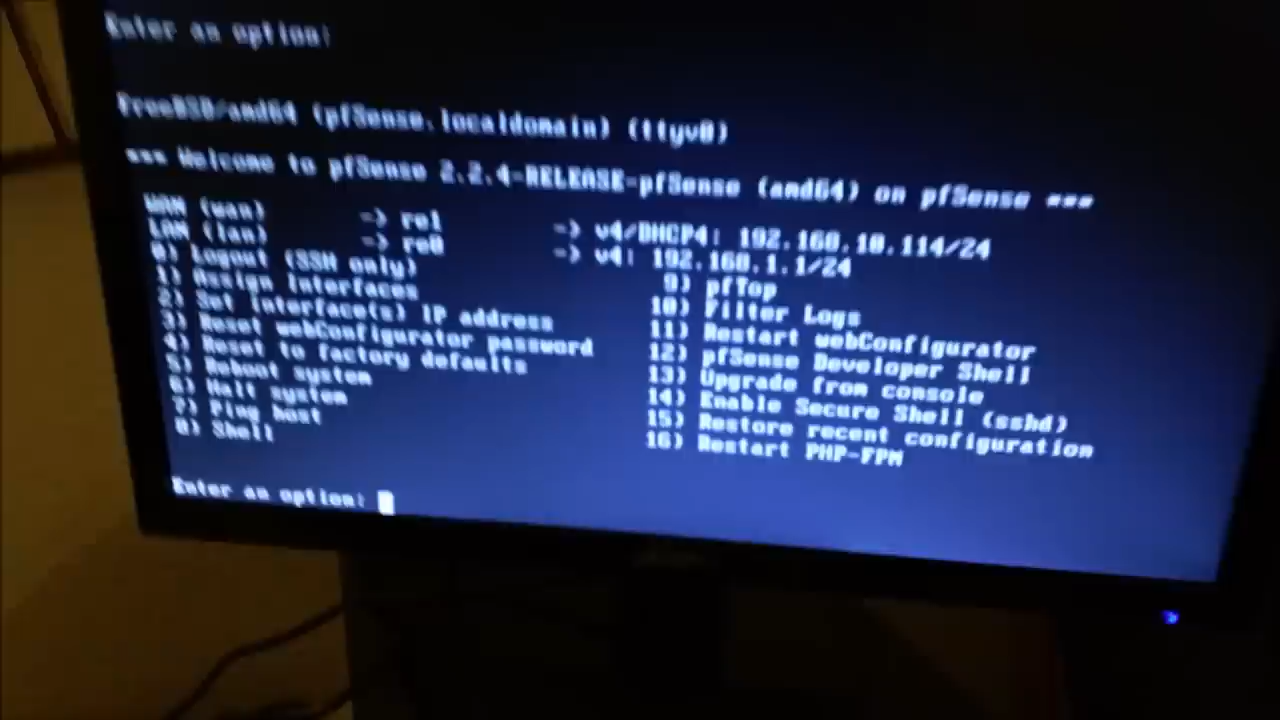 Enter an option:
FreeBSD/amd64 (pfSense.localdomain) (ttyv0)
*** Welcome to pfSense 2.2.4-RELEASE-pfSense (amd64) on pfSense ***
WAN (wan) -> re1 -> v4/DHCP4: 192.168.10.114/24
LAN (lan) -> re0 -> v4: 192.168.1.1/24
0) Logout (SSH only) 9) pfTop
1) Assign Interfaces 10) Filter Logs
2) Set interface(s) IP address 11) Restart webConfigurator
3) Reset webConfigurator password 12) pfSense Developer Shell
4) Reset to factory defaults 13) Upgrade from console
5) Reboot system 14) Enable Secure Shell (sshd)
6) Halt system 15) Restore recent configuration
7) Ping host 16) Restart PHP-FPM
8) Shell
Enter an option: